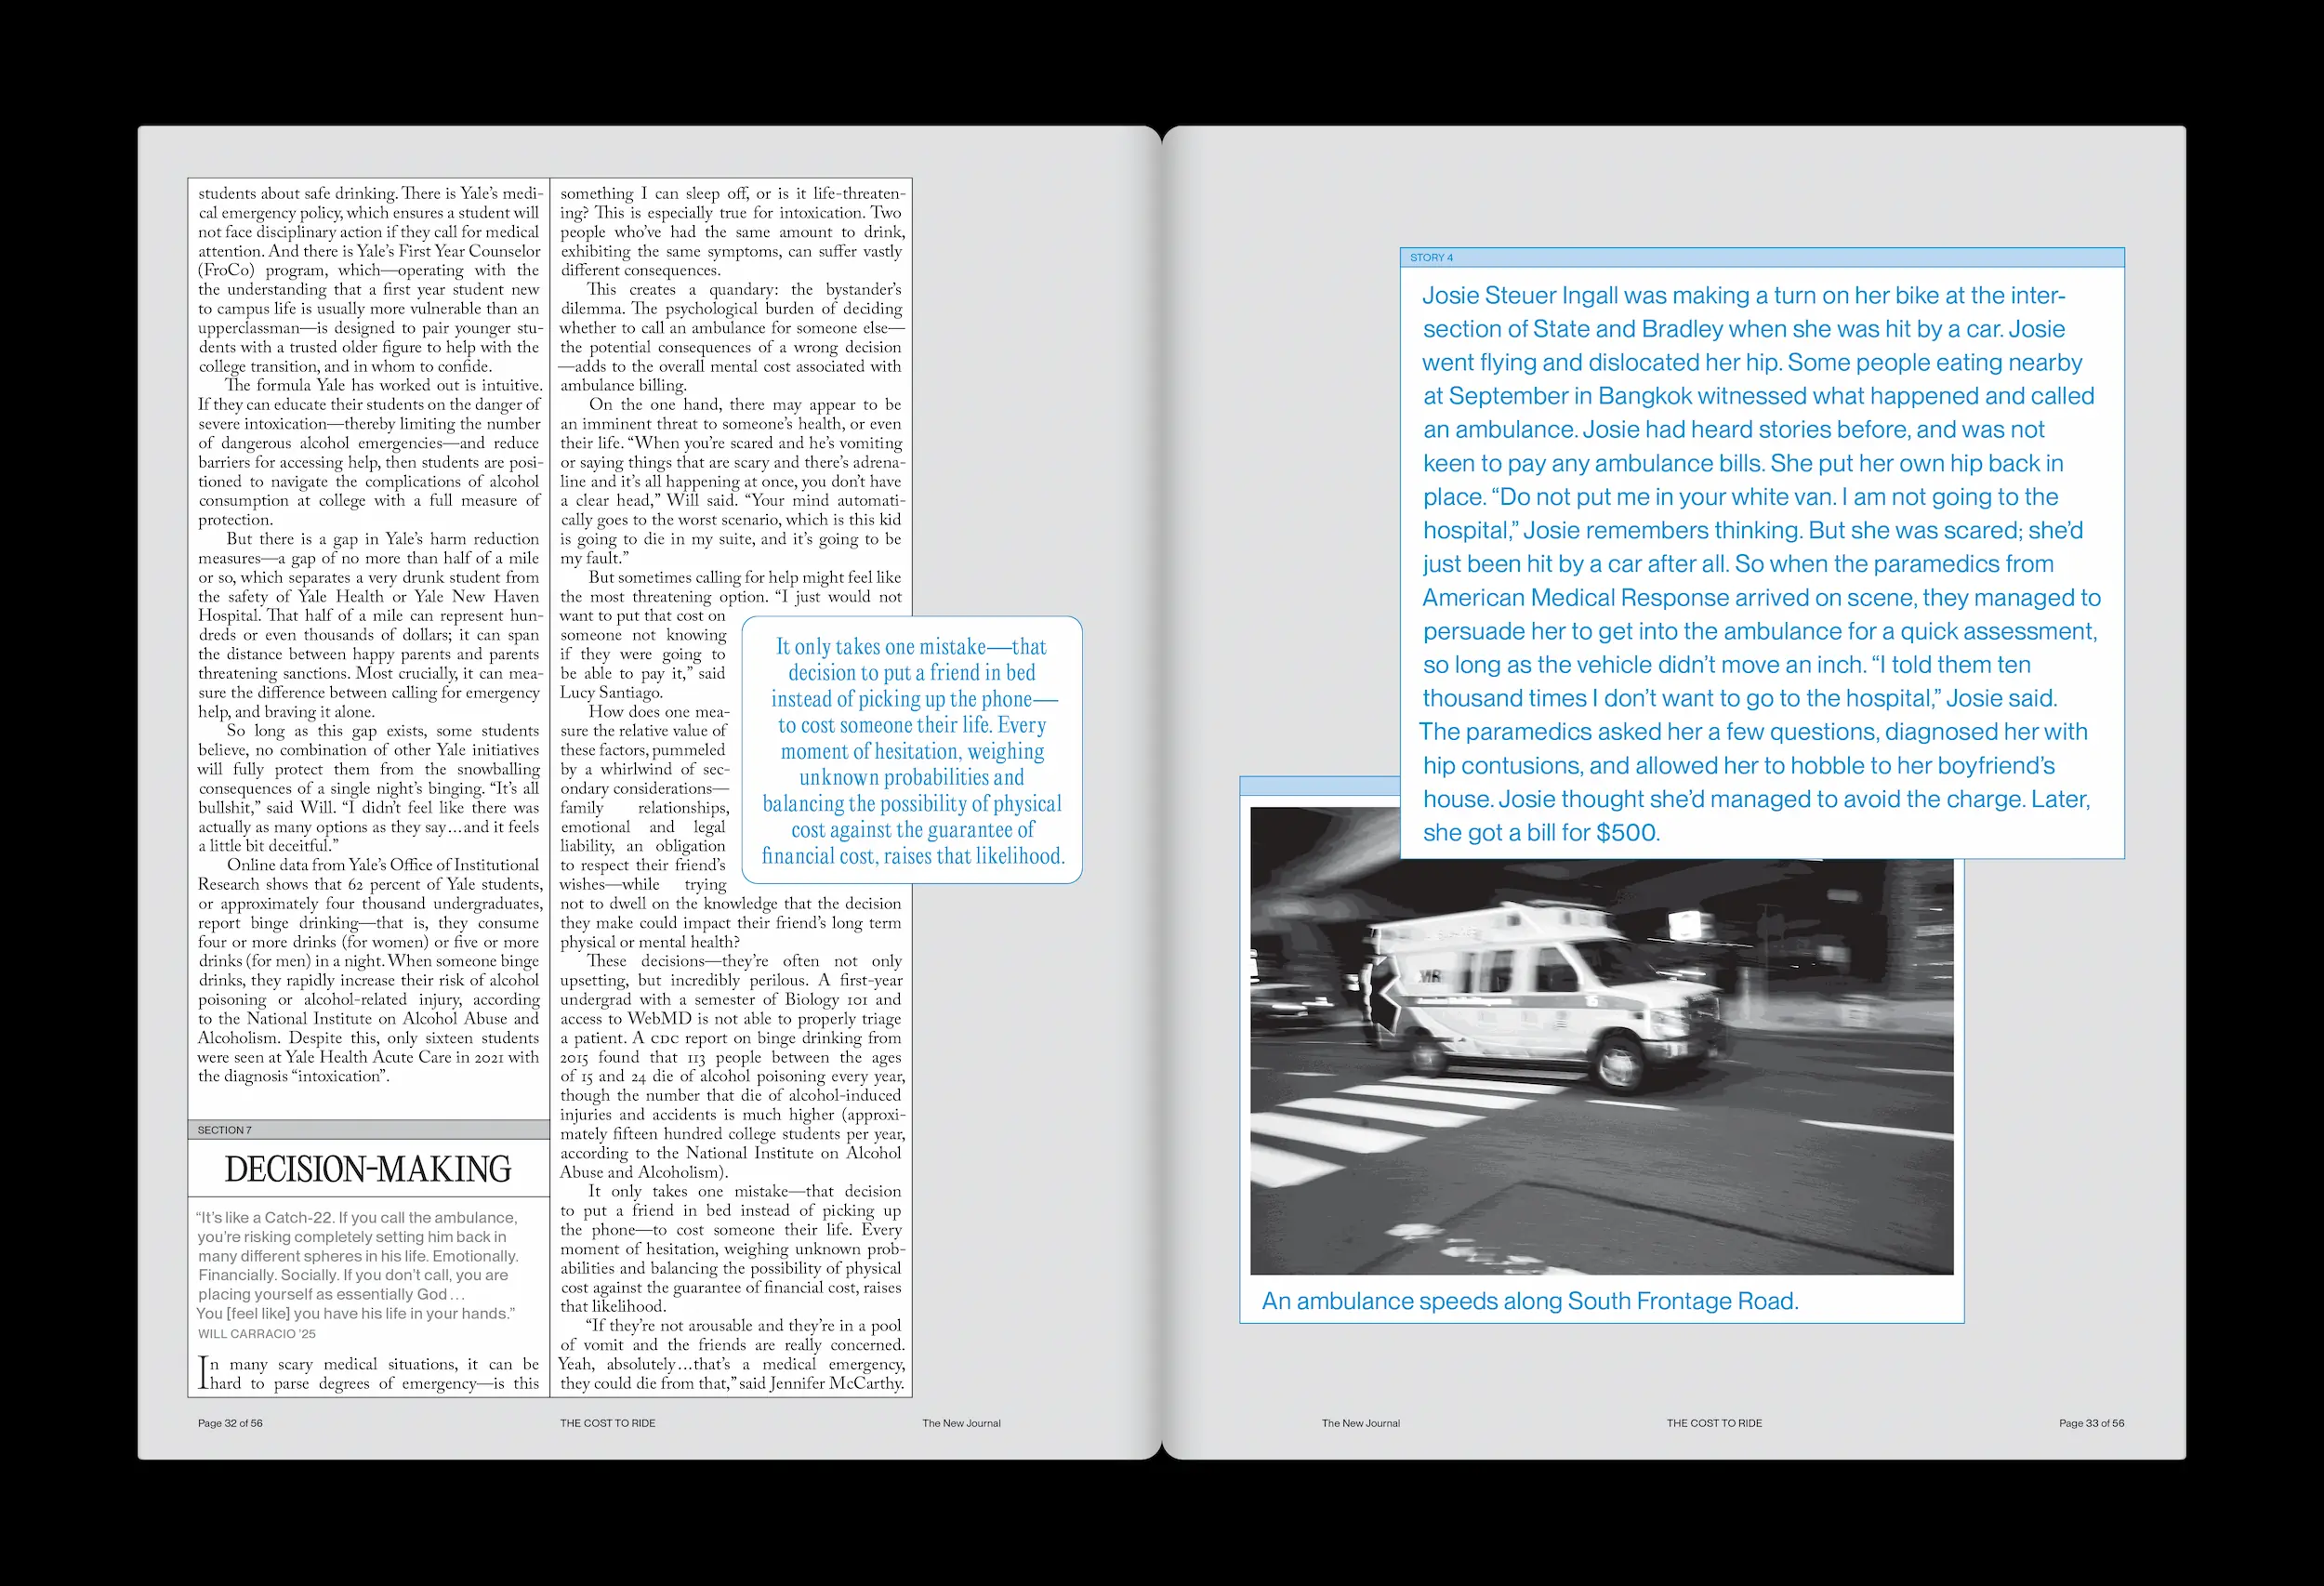 students about safe drinking. There is Yale's medi-
cal emergency policy, which ensures a student will
not face disciplinary action if they call for medical
attention. And there is Yale's First Year Counselor
(FroCo) program, which—operating with the
the understanding that a first year student new
to campus life is usually more vulnerable than an
upperclassman—is designed to pair younger stu-
dents with a trusted older figure to help with the
college transition, and in whom to confide.
The formula Yale has worked out is intuitive.
If they can educate their students on the danger of
severe intoxication—thereby limiting the number
of dangerous alcohol emergencies—and reduce
barriers for accessing help, then students are posi-
tioned to navigate the complications of alcohol
consumption at college with a full measure of
protection.
But there is a gap in Yale's harm reduction
measures—a gap of no more than half of a mile
or so, which separates a very drunk student from
the safety of Yale Health or Yale New Haven
Hospital. That half of a mile can represent hun-
dreds or even thousands of dollars; it can span
the distance between happy parents and parents
threatening sanctions. Most crucially, it can mea-
sure the difference between calling for emergency
help, and braving it alone.
So long as this gap exists, some students
believe, no combination of other Yale initiatives
will fully protect them from the snowballing
consequences of a single night's binging. “It's all
bullshit,” said Will. “I didn't feel like there was
actually as many options as they say…and it feels
a little bit deceitful.”
Online data from Yale's Office of Institutional
Research shows that 62 percent of Yale students,
or approximately four thousand undergraduates,
report binge drinking—that is, they consume
four or more drinks (for women) or five or more
drinks (for men) in a night. When someone binge
drinks, they rapidly increase their risk of alcohol
poisoning or alcohol-related injury, according
to the National Institute on Alcohol Abuse and
Alcoholism. Despite this, only sixteen students
were seen at Yale Health Acute Care in 2021 with
the diagnosis “intoxication”.
SECTION 7
DECISION-MAKING
“It's like a Catch-22. If you call the ambulance,
you're risking completely setting him back in
many different spheres in his life. Emotionally.
Financially. Socially. If you don't call, you are
placing yourself as essentially God…
You [feel like] you have his life in your hands.”
WILL CARRACIO '25
In many scary medical situations, it can be
hard to parse degrees of emergency—is this
something I can sleep off, or is it life-threaten-
ing? This is especially true for intoxication. Two
people who've had the same amount to drink,
exhibiting the same symptoms, can suffer vastly
different consequences.
This creates a quandary: the bystander's
dilemma. The psychological burden of deciding
whether to call an ambulance for someone else—
the potential consequences of a wrong decision
—adds to the overall mental cost associated with
ambulance billing.
On the one hand, there may appear to be
an imminent threat to someone's health, or even
their life. “When you're scared and he's vomiting
or saying things that are scary and there's adrena-
line and it's all happening at once, you don't have
a clear head,” Will said. “Your mind automati-
cally goes to the worst scenario, which is this kid
is going to die in my suite, and it's going to be
my fault.”
But sometimes calling for help might feel like
the most threatening option. “I just would not
want to put that cost on
someone not knowing
if they were going to
be able to pay it,” said
Lucy Santiago.
How does one mea-
sure the relative value of
these factors, pummeled
by a whirlwind of sec-
ondary considerations—
family relationships,
emotional and legal
liability, an obligation
to respect their friend's
wishes—while trying
not to dwell on the knowledge that the decision
they make could impact their friend's long term
physical or mental health?
These decisions—they're often not only
upsetting, but incredibly perilous. A first-year
undergrad with a semester of Biology 101 and
access to WebMD is not able to properly triage
a patient. A CDC report on binge drinking from
2015 found that 113 people between the ages
of 15 and 24 die of alcohol poisoning every year,
though the number that die of alcohol-induced
injuries and accidents is much higher (approxi-
mately fifteen hundred college students per year,
according to the National Institute on Alcohol
Abuse and Alcoholism).
It only takes one mistake—that decision
to put a friend in bed instead of picking up
the phone—to cost someone their life. Every
moment of hesitation, weighing unknown prob-
abilities and balancing the possibility of physical
cost against the guarantee of financial cost, raises
that likelihood.
“If they're not arousable and they're in a pool
of vomit and the friends are really concerned.
Yeah, absolutely…that's a medical emergency,
they could die from that,” said Jennifer McCarthy.
It only takes one mistake—that
decision to put a friend in bed
instead of picking up the phone—
to cost someone their life. Every
moment of hesitation, weighing
unknown probabilities and
balancing the possibility of physical
cost against the guarantee of
financial cost, raises that likelihood.
Page 32 of 56
THE COST TO RIDE
The New Journal
STORY 4
Josie Steuer Ingall was making a turn on her bike at the inter-
section of State and Bradley when she was hit by a car. Josie
went flying and dislocated her hip. Some people eating nearby
at September in Bangkok witnessed what happened and called
an ambulance. Josie had heard stories before, and was not
keen to pay any ambulance bills. She put her own hip back in
place. “Do not put me in your white van. I am not going to the
hospital,” Josie remembers thinking. But she was scared; she'd
just been hit by a car after all. So when the paramedics from
American Medical Response arrived on scene, they managed to
persuade her to get into the ambulance for a quick assessment,
so long as the vehicle didn't move an inch. “I told them ten
thousand times I don't want to go to the hospital,” Josie said.
The paramedics asked her a few questions, diagnosed her with
hip contusions, and allowed her to hobble to her boyfriend's
house. Josie thought she'd managed to avoid the charge. Later,
she got a bill for $500.
An ambulance speeds along South Frontage Road.
The New Journal
THE COST TO RIDE
Page 33 of 56